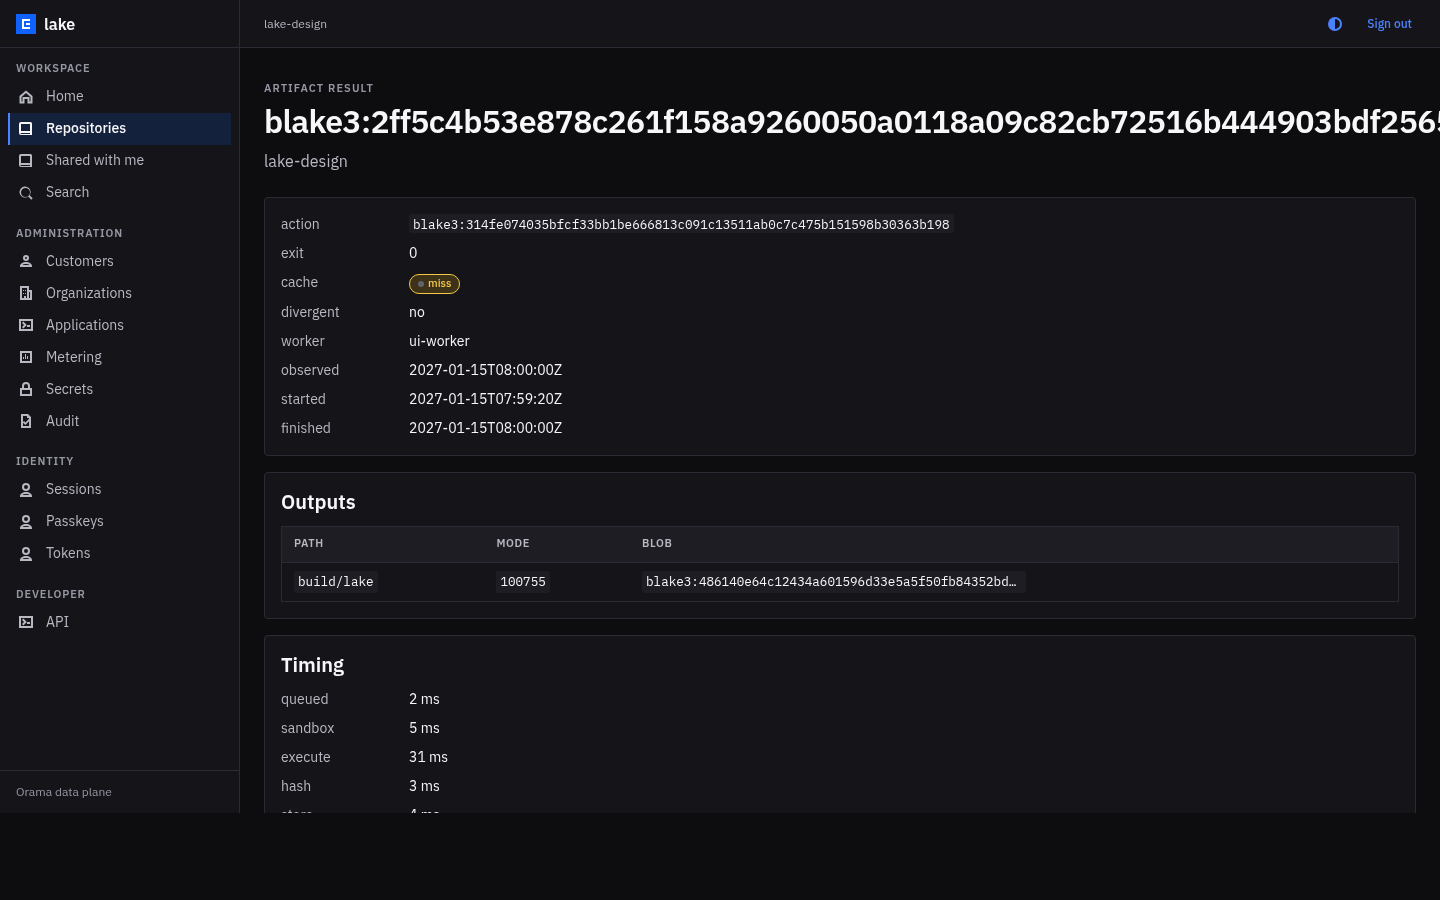 lake
lake-design
Sign out
WORKSPACE
Home
Repositories
Shared with me
Search
ADMINISTRATION
Customers
Organizations
Applications
Metering
Secrets
Audit
IDENTITY
Sessions
Passkeys
Tokens
DEVELOPER
API
Orama data plane
ARTIFACT RESULT
blake3:2ff5c4b53e878c261f158a9260050a0118a09c82cb72516b444903bdf2565
lake-design
action blake3:314fe074035bfcf33bb1be666813c091c13511ab0c7c475b151598b30363b198
exit 0
cache miss
divergent no
worker ui-worker
observed 2027-01-15T08:00:00Z
started 2027-01-15T07:59:20Z
finished 2027-01-15T08:00:00Z
Outputs
PATH MODE BLOB
build/lake 100755 blake3:486140e64c12434a601596d33e5a5f50fb84352bd…
Timing
queued 2 ms
sandbox 5 ms
execute 31 ms
hash 3 ms